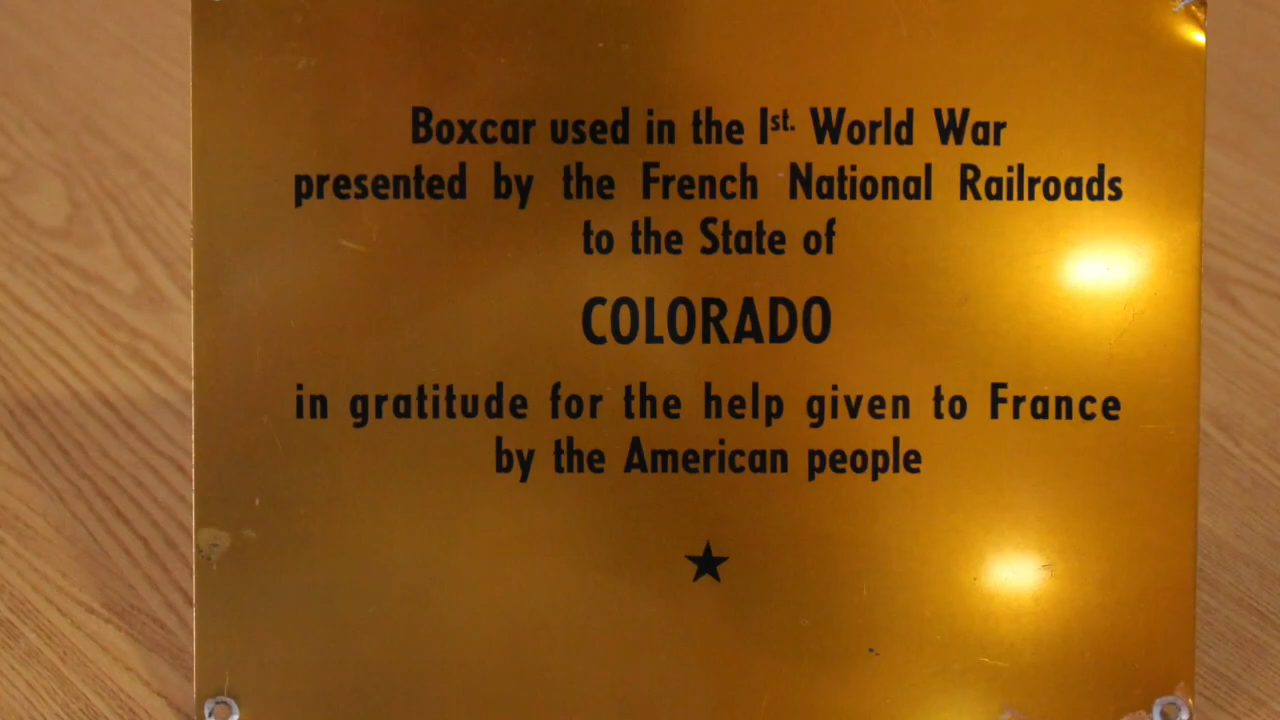 Boxcar used in the 1st. World War
presented by the French National Railroads
to the State of
COLORADO
in gratitude for the help given to France
by the American people